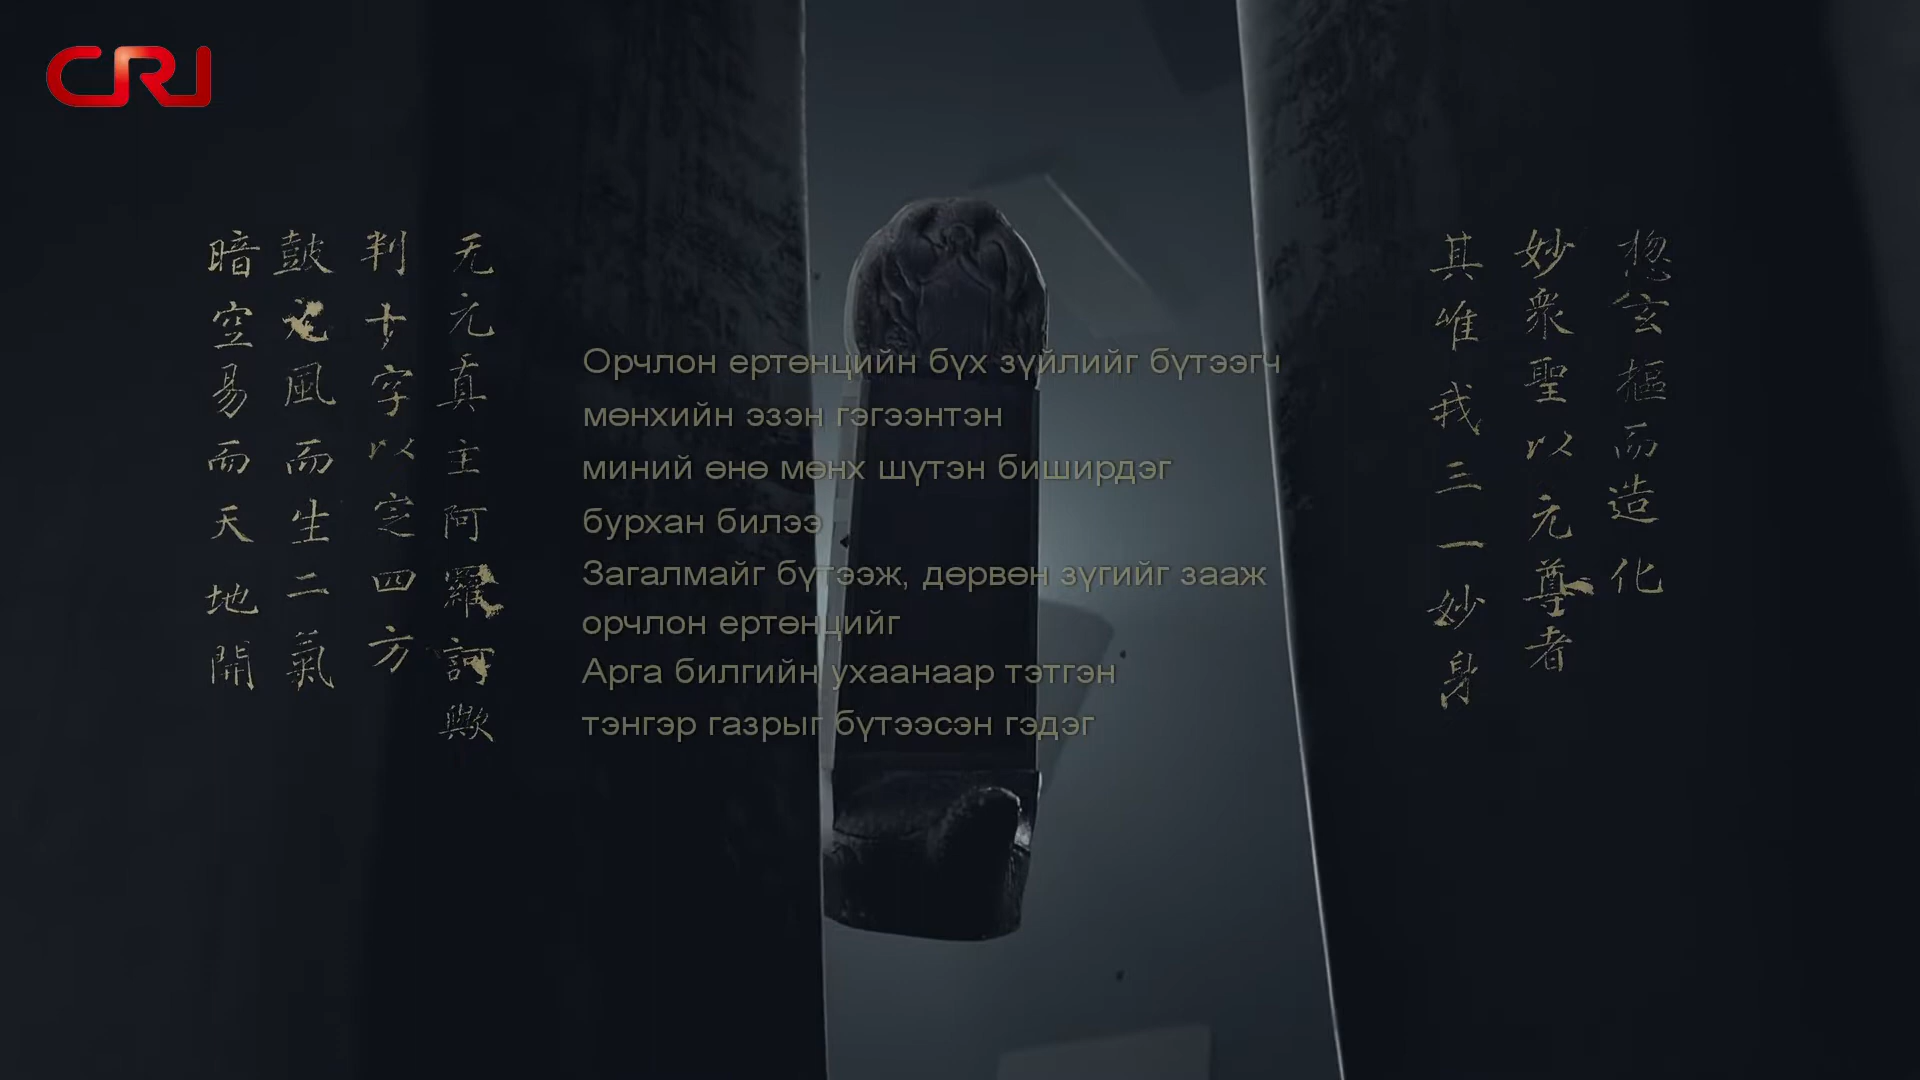 CRI
惚玄樞而造化
妙衆聖以元尊者
其唯我三一妙身
无元真主阿羅訶歟
判十字以定四方
鼓元風而生二氣
暗空易而天地開
Орчлон ертөнцийн бүх зүйлийг бүтээгч
мөнхийн эзэн гэгээнтэн
миний өнө мөнх шүтэн биширдэг
бурхан билээ
Загалмайг бүтээж, дөрвөн зүгийг зааж
орчлон ертөнцийг
Арга билгийн ухаанаар тэтгэн
тэнгэр газрыг бүтээсэн гэдэг